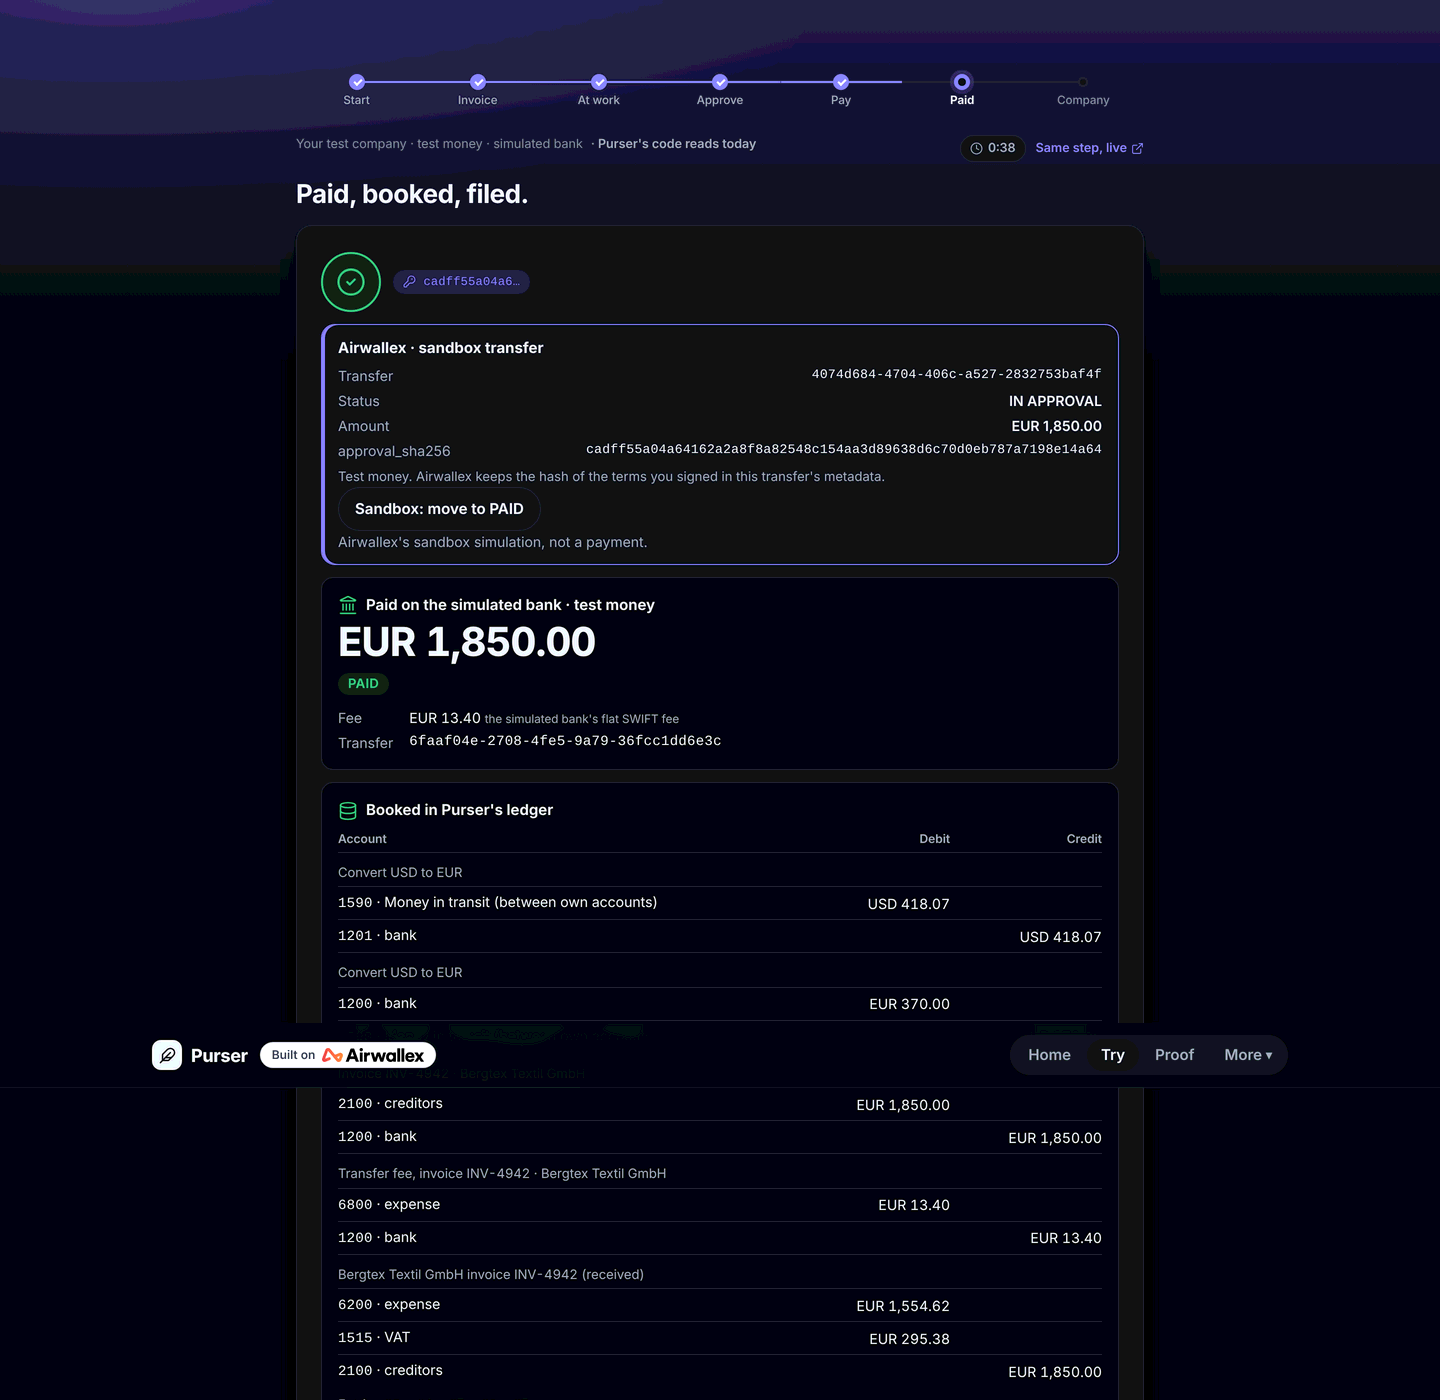 Start Invoice At work Approve Pay Paid Company
Your test company · test money · simulated bank · Purser's code reads today
0:38 Same step, live
Paid, booked, filed.
cadff55a04a6…
Airwallex · sandbox transfer
Transfer 4074d684-4704-406c-a527-2832753baf4f
Status IN APPROVAL
Amount EUR 1,850.00
approval_sha256 cadff55a04a64162a2a8f8a82548c154aa3d89638d6c70d0eb787a7198e14a64
Test money. Airwallex keeps the hash of the terms you signed in this transfer's metadata.
Sandbox: move to PAID
Airwallex's sandbox simulation, not a payment.
Paid on the simulated bank · test money
EUR 1,850.00
PAID
Fee EUR 13.40 the simulated bank's flat SWIFT fee
Transfer 6faaf04e-2708-4fe5-9a79-36fcc1dd6e3c
Booked in Purser's ledger
Account Debit Credit
Convert USD to EUR
1590 · Money in transit (between own accounts) USD 418.07
1201 · bank USD 418.07
Convert USD to EUR
1200 · bank EUR 370.00
Purser Built on Airwallex Home Try Proof More ▾
invoice INV-4942 · Bergtex Textil GmbH
2100 · creditors EUR 1,850.00
1200 · bank EUR 1,850.00
Transfer fee, invoice INV-4942 · Bergtex Textil GmbH
6800 · expense EUR 13.40
1200 · bank EUR 13.40
Bergtex Textil GmbH invoice INV-4942 (received)
6200 · expense EUR 1,554.62
1515 · VAT EUR 295.38
2100 · creditors EUR 1,850.00